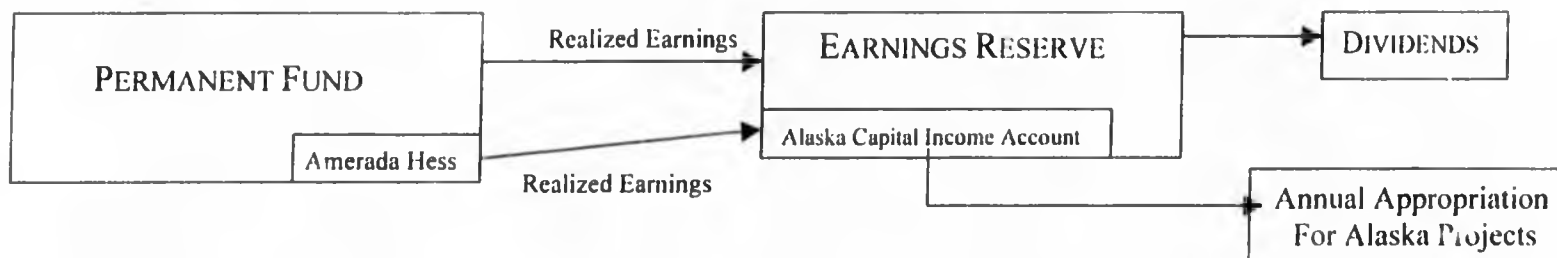 PERMANENT FUND
Amerada Hess
Realized Earnings
Realized Earnings
EARNINGS RESERVE
Alaska Capital Income Account
DIVIDENDS
Annual Appropriation
For Alaska Projects